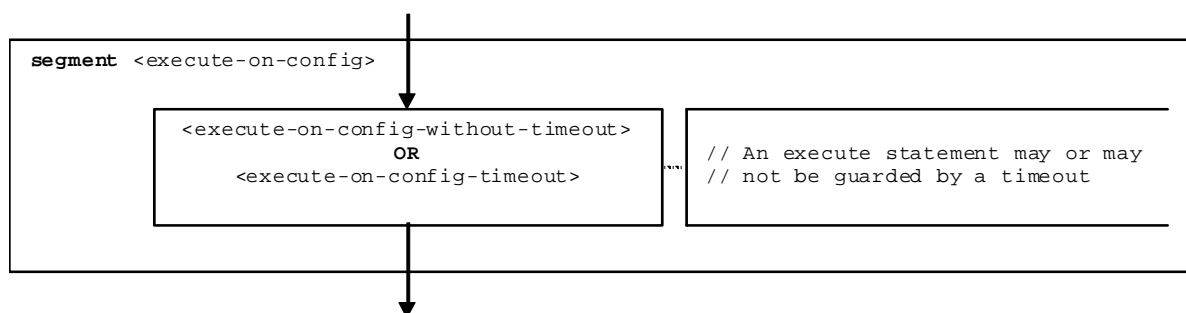 segment <execute-on-config>
<execute-on-config-without-timeout>
OR
<execute-on-config-timeout>
// An execute statement may or may
// not be guarded by a timeout